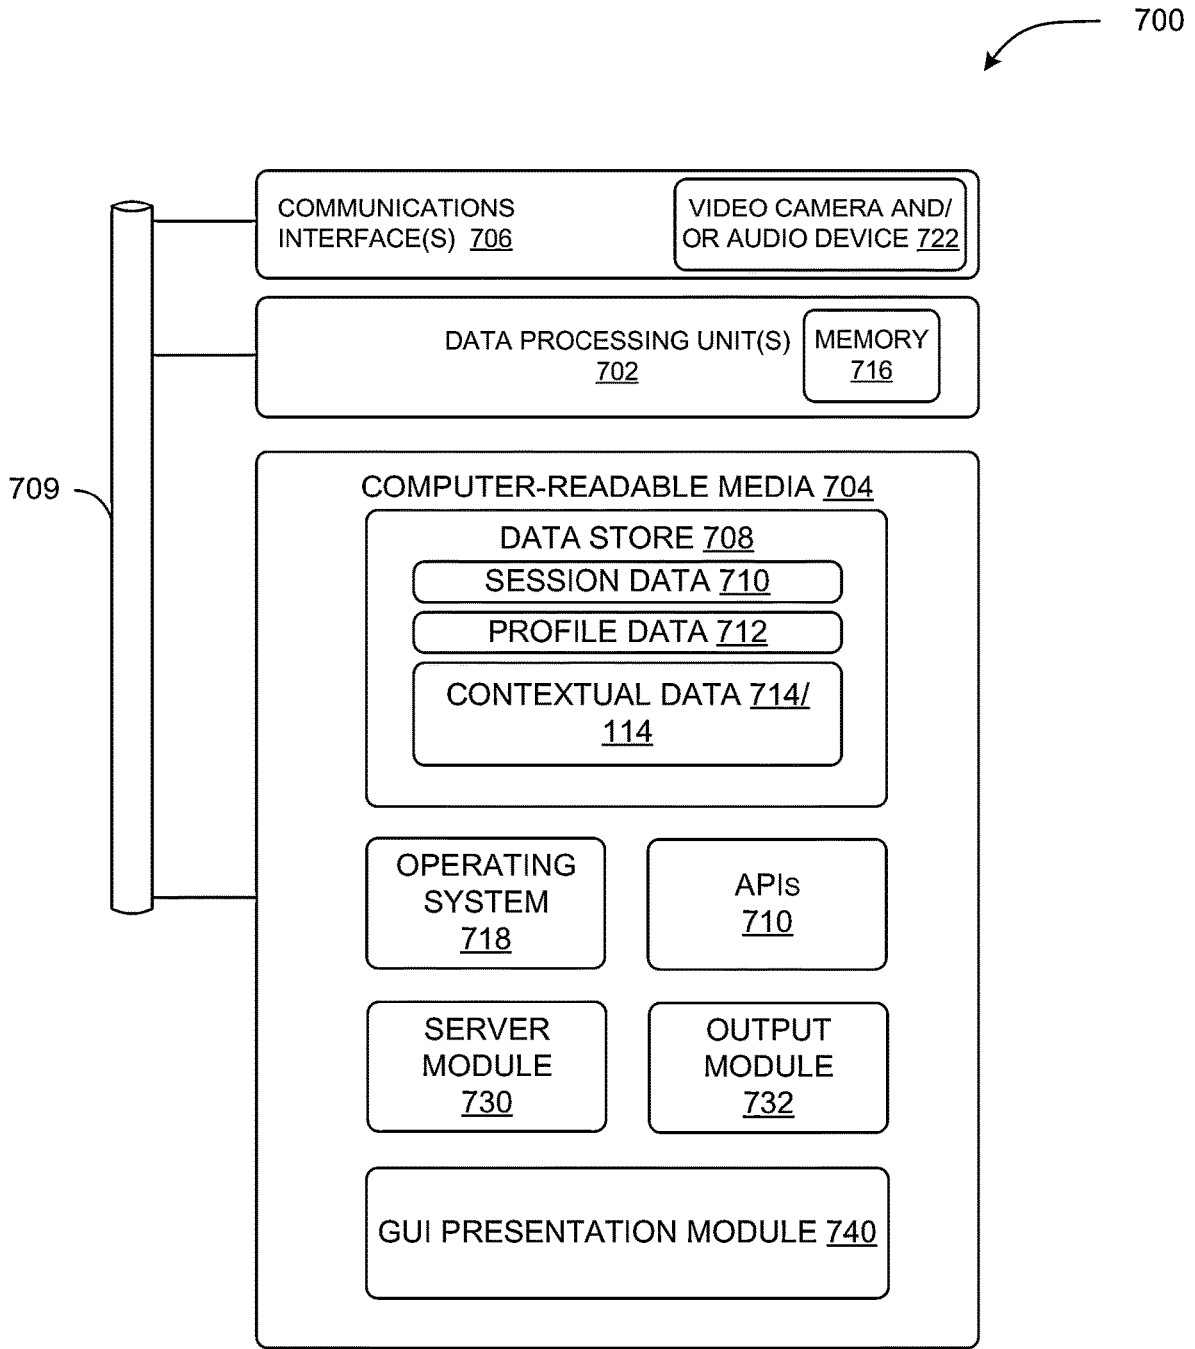 700
COMMUNICATIONS
INTERFACE(S) 706
VIDEO CAMERA AND/
OR AUDIO DEVICE 722
DATA PROCESSING UNIT(S)
702
MEMORY
716
709
COMPUTER-READABLE MEDIA 704
DATA STORE 708
SESSION DATA 710
PROFILE DATA 712
CONTEXTUAL DATA 714/
114
OPERATING
SYSTEM
718
APIs
710
SERVER
MODULE
730
OUTPUT
MODULE
732
GUI PRESENTATION MODULE 740